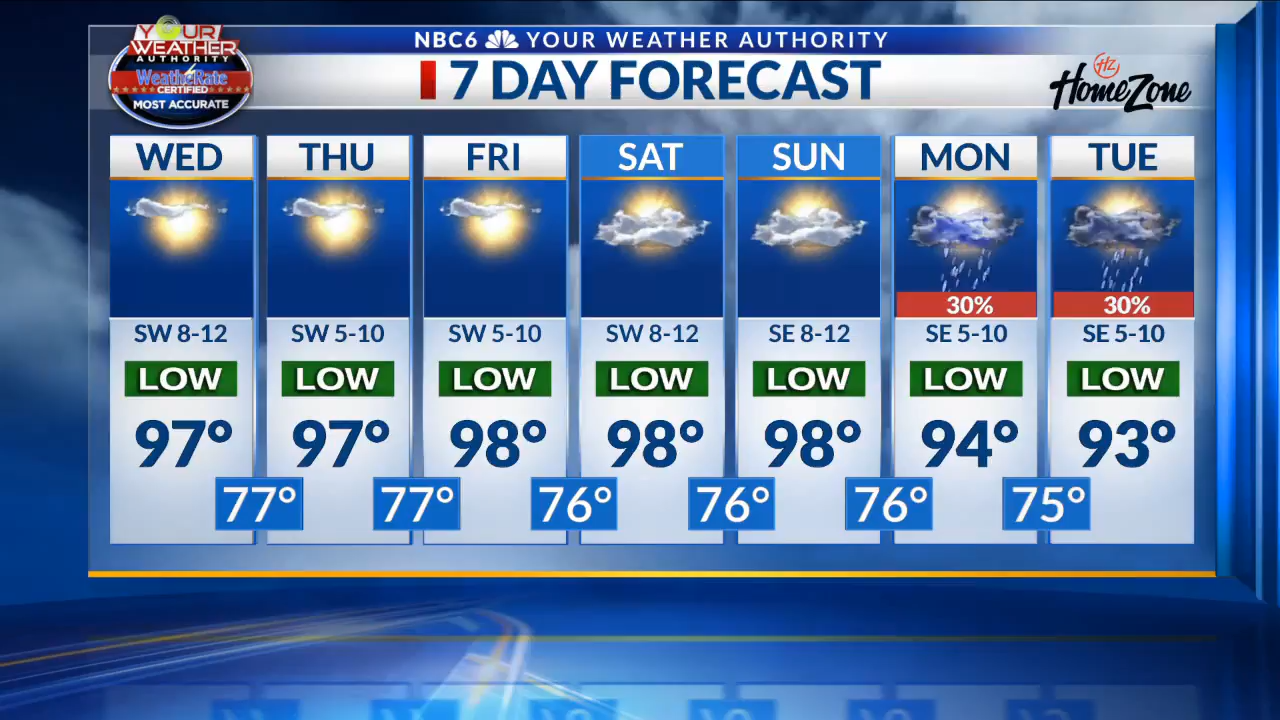 YOUR
WEATHER
AUTHORITY
WeatheRate
CERTIFIED
MOST ACCURATE
NBC6 YOUR WEATHER AUTHORITY
7 DAY FORECAST
HZ
HomeZone
WED THU FRI SAT SUN MON TUE
30% 30%
SW 8-12 SW 5-10 SW 5-10 SW 8-12 SE 8-12 SE 5-10 SE 5-10
LOW LOW LOW LOW LOW LOW LOW
97° 97° 98° 98° 98° 94° 93°
77° 77° 76° 76° 76° 75°